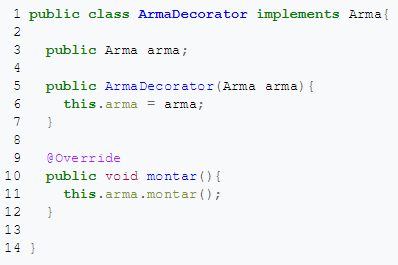 1 public class ArmaDecorator implements Arma{
2
3   public Arma arma;
4
5   public ArmaDecorator(Arma arma){
6     this.arma = arma;
7   }
8
9   @Override
10   public void montar(){
11     this.arma.montar();
12   }
13
14 }